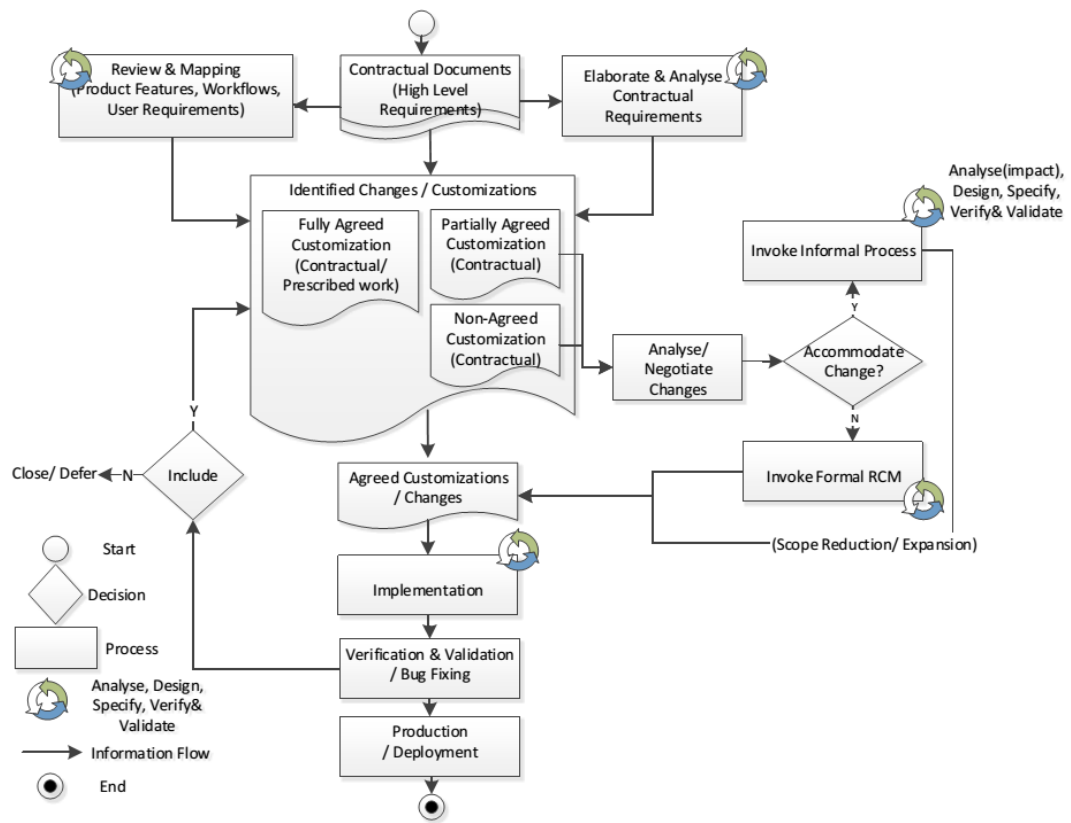 Review & Mapping
(Product Features, Workflows,
User Requirements)
Contractual Documents
(High Level
Requirements)
Elaborate & Analyse
Contractual
Requirements
Identified Changes / Customizations
Fully Agreed
Customization
(Contractual/
Prescribed work)
Partially Agreed
Customization
(Contractual)
Non-Agreed
Customization
(Contractual)
Analyse(impact),
Design, Specify,
Verify& Validate
Invoke Informal Process
Y
Analyse/
Negotiate
Changes
Accommodate
Change?
N
Invoke Formal RCM
(Scope Reduction/ Expansion)
Y
Include
N
Close/ Defer
Agreed Customizations
/ Changes
Implementation
Verification & Validation
/ Bug Fixing
Production
/ Deployment
Start
Decision
Process
Analyse, Design,
Specify, Verify&
Validate
Information Flow
End